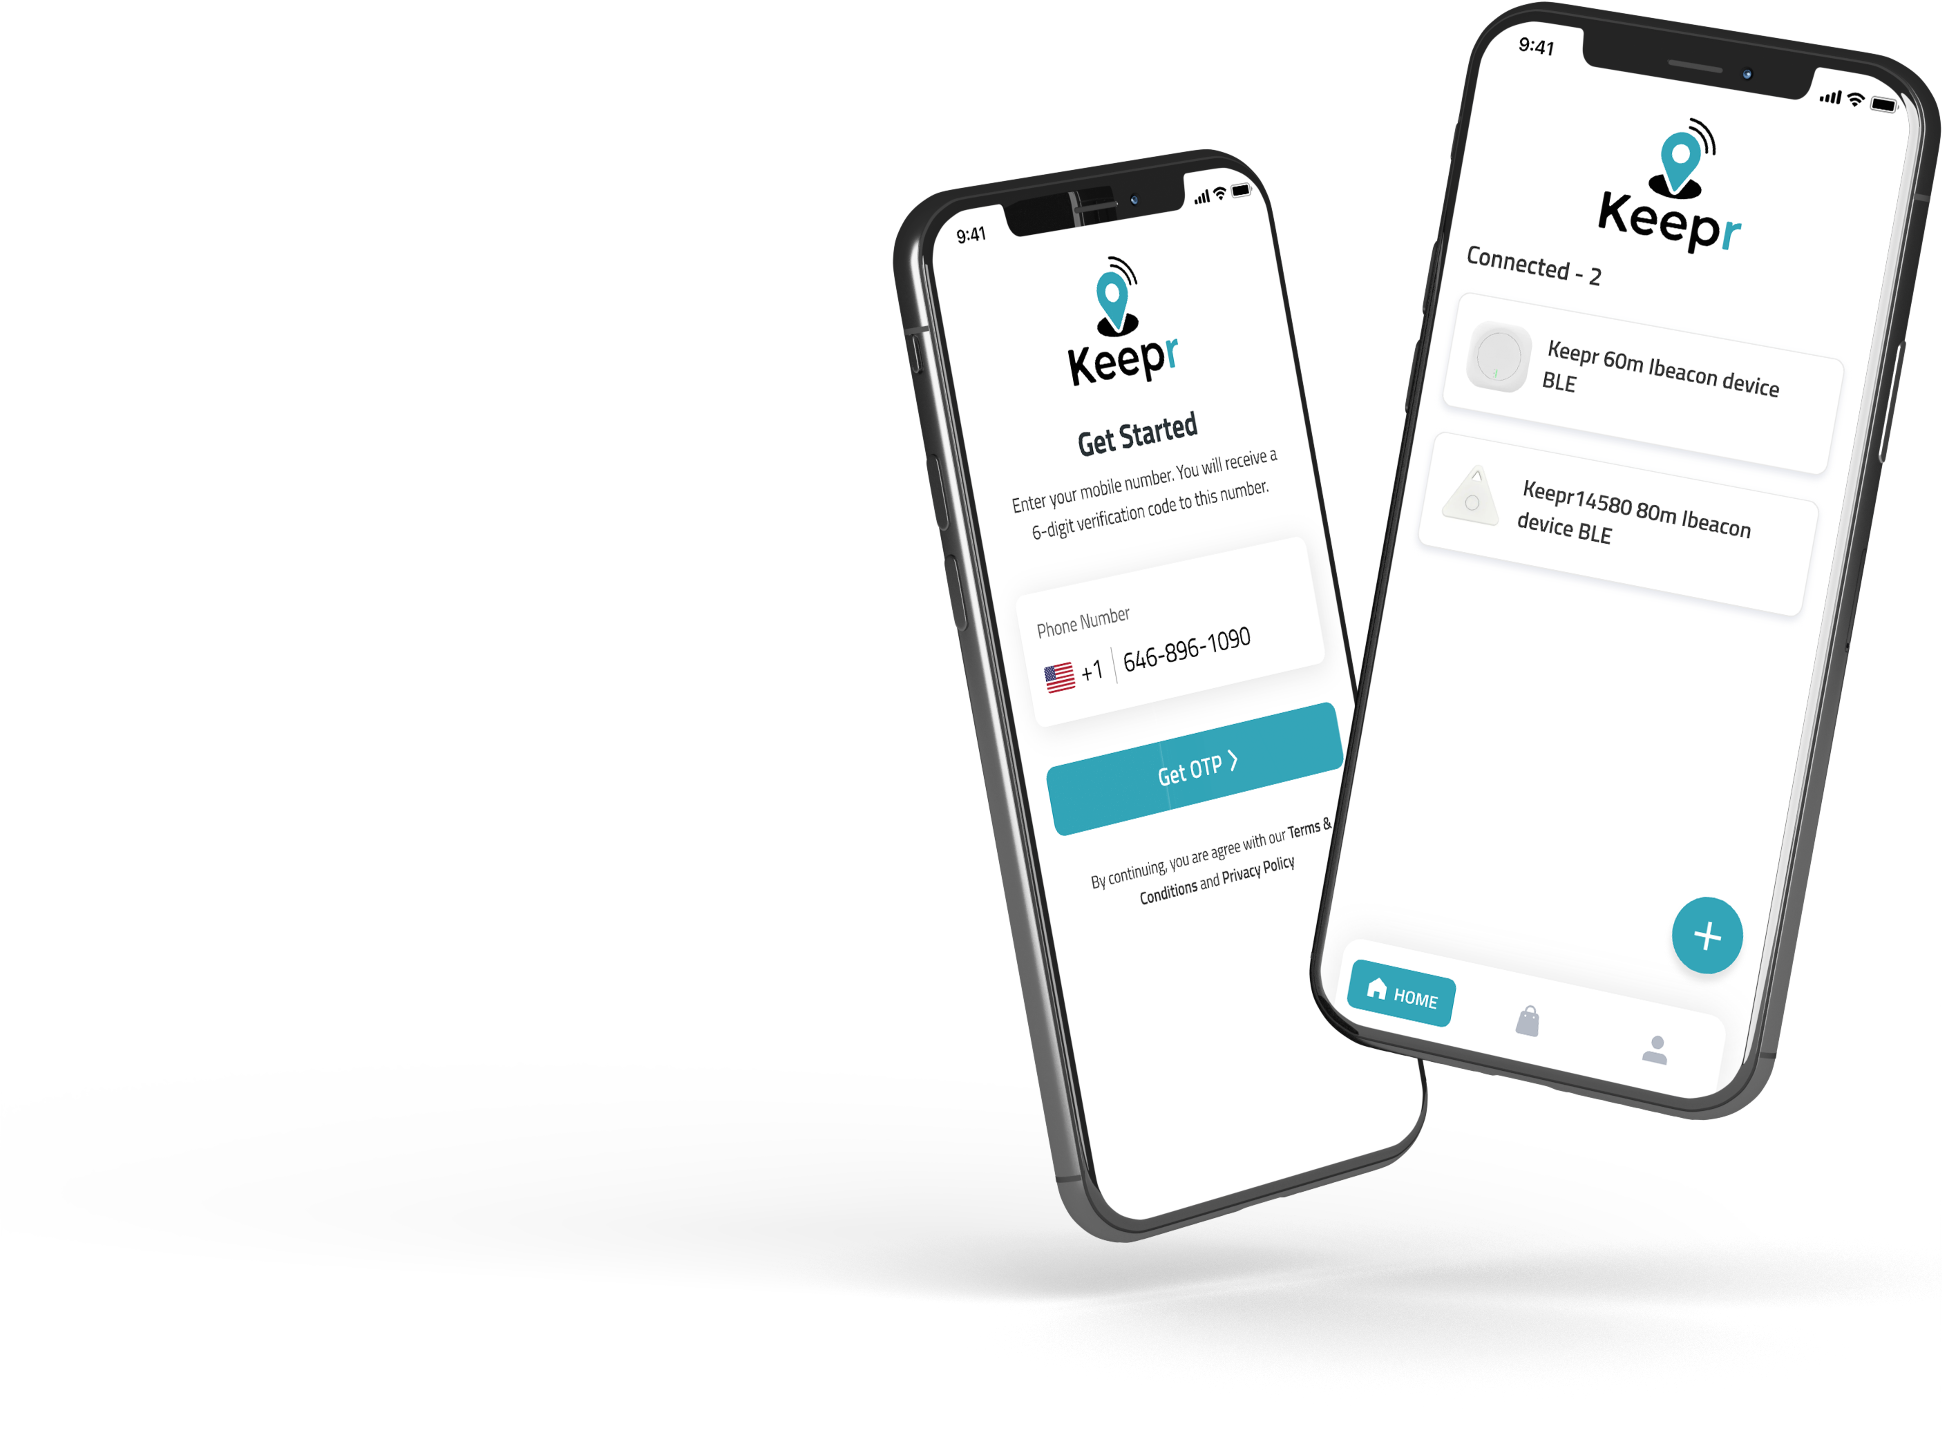 9:41
Keepr
Get Started
Enter your mobile number. You will receive a
6-digit verification code to this number.
Phone Number
+1 646-896-1090
Get OTP
By continuing, you are agree with our Terms &
Conditions and Privacy Policy
9:41
Keepr
Connected - 2
Keepr 60m Ibeacon device
BLE
Keepr14580 80m Ibeacon
device BLE
HOME